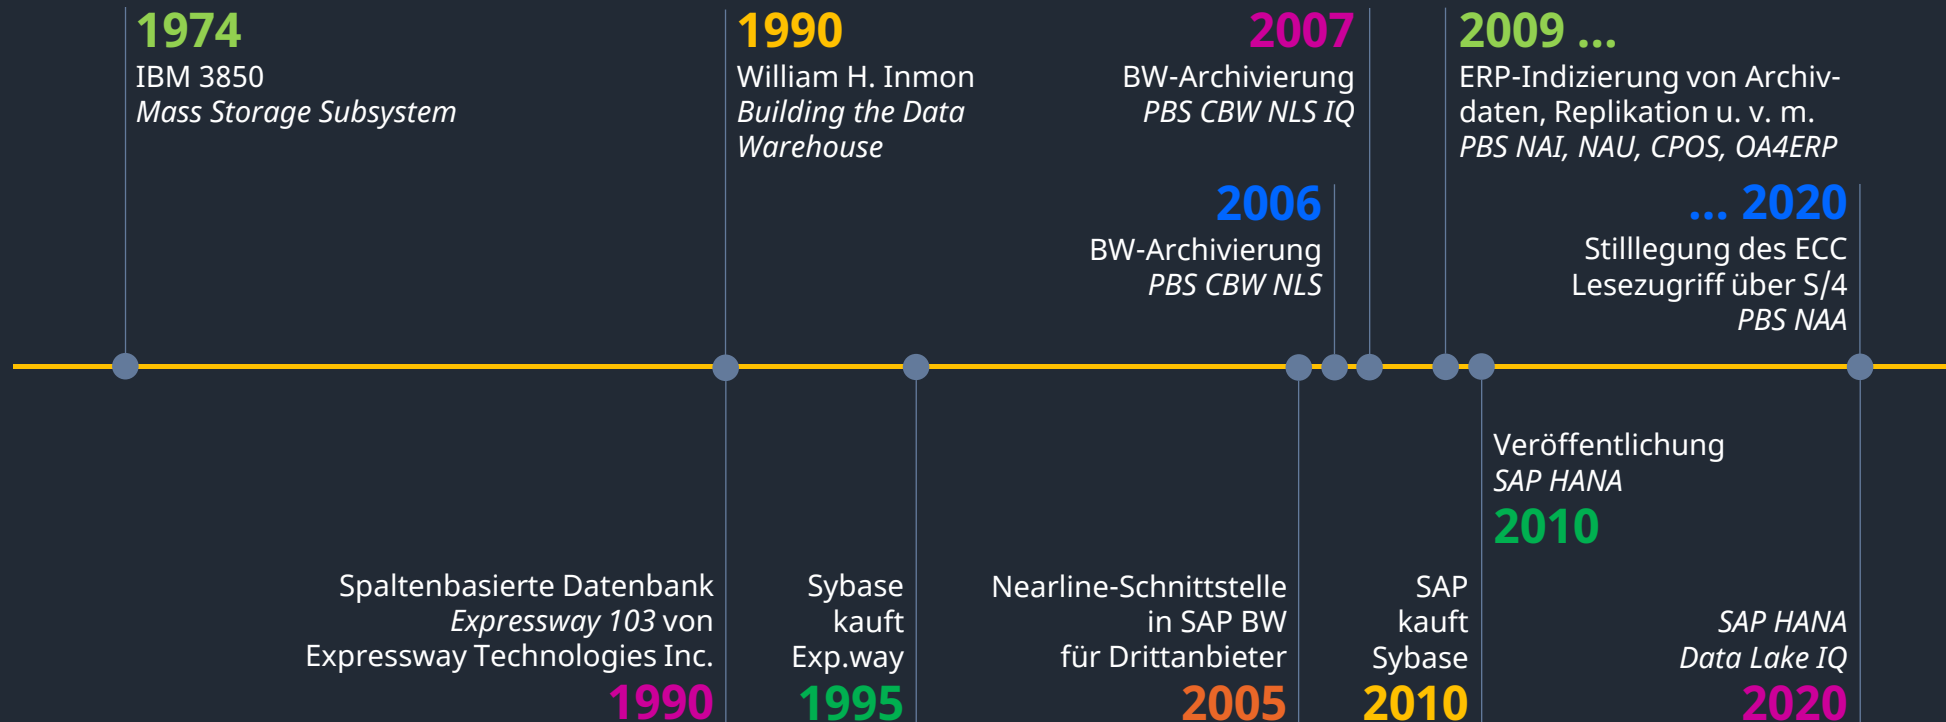 1974
IBM 3850
Mass Storage Subsystem
1990
William H. Inmon
Building the Data
Warehouse
2007
BW-Archivierung
PBS CBW NLS IQ
2009 ...
ERP-Indizierung von Archiv-
daten, Replikation u. v. m.
PBS NAI, NAU, CPOS, OA4ERP
2006
BW-Archivierung
PBS CBW NLS
... 2020
Stilllegung des ECC
Lesezugriff über S/4
PBS NAA
Spaltenbasierte Datenbank
Expressway 103 von
Expressway Technologies Inc.
1990
Sybase
kauft
Exp.way
1995
Nearline-Schnittstelle
in SAP BW
für Drittanbieter
2005
SAP
kauft
Sybase
2010
Veröffentlichung
SAP HANA
2010
SAP HANA
Data Lake IQ
2020